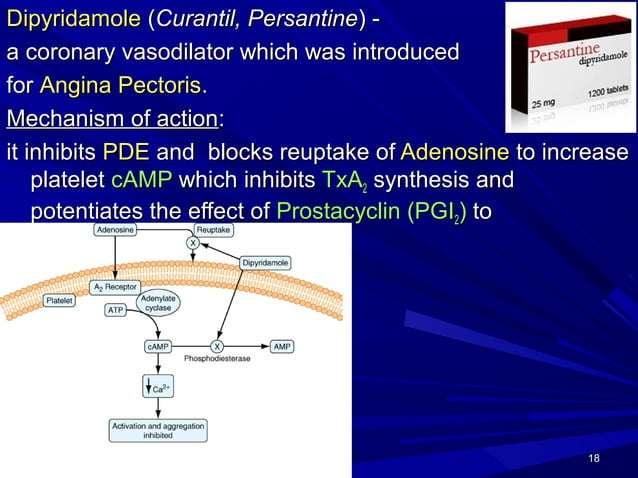 Dipyridamole (Curantil, Persantine) -
a coronary vasodilator which was introduced
for Angina Pectoris.
Mechanism of action:
it inhibits PDE and blocks reuptake of Adenosine to increase
platelet cAMP which inhibits TxA2 synthesis and
potentiates the effect of Prostacyclin (PGI2) to
Persantine
dipyridamole
25 mg
1200 tablets
Adenosine
Reuptake
X
Dipyridamole
A2 Receptor
Platelet
Adenylate
cyclase
ATP
cAMP
X
AMP
Phosphodiesterase
Ca2+
Activation and aggregation
inhibited
18